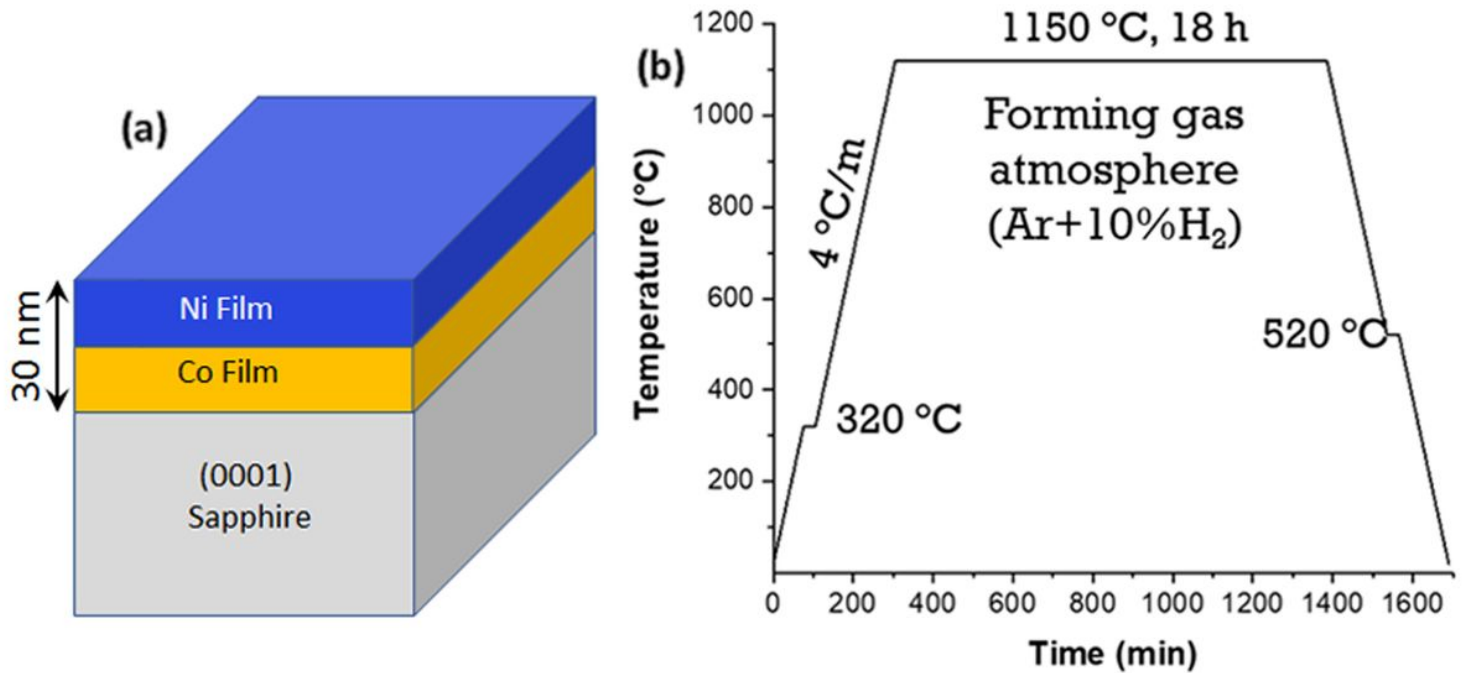 (a)
Ni Film
Co Film
30 nm
(0001)
Sapphire
(b)
1150 °C, 18 h
Forming gas
atmosphere
(Ar+10%H₂)
4 °C/m
320 °C
520 °C
Temperature (°C)
1200
1000
800
600
400
200
0 200 400 600 800 1000 1200 1400 1600
Time (min)